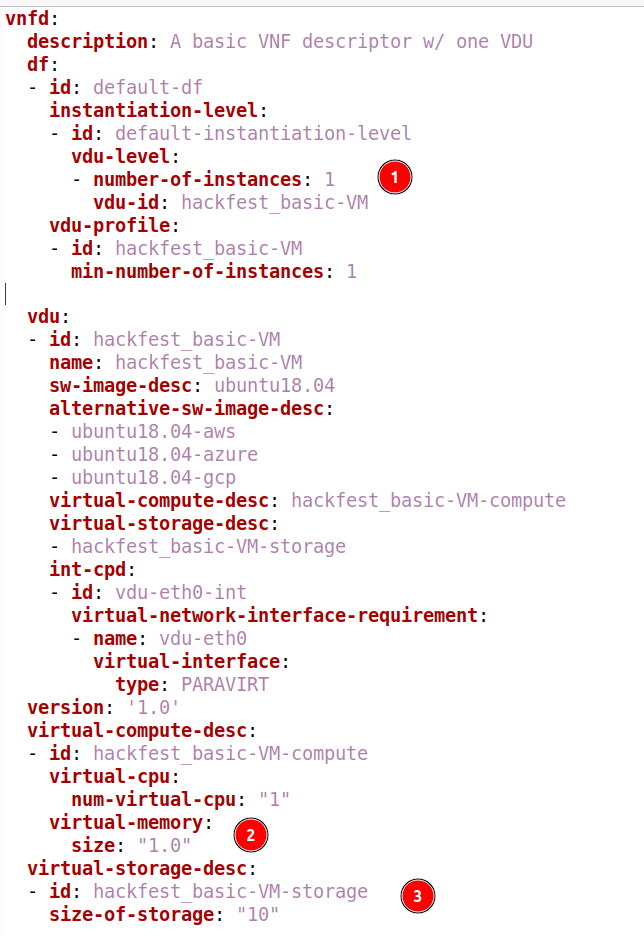 vnfd:
  description: A basic VNF descriptor w/ one VDU
  df:
  - id: default-df
    instantiation-level:
    - id: default-instantiation-level
      vdu-level:
      - number-of-instances: 1 1
        vdu-id: hackfest_basic-VM
    vdu-profile:
    - id: hackfest_basic-VM
      min-number-of-instances: 1
  vdu:
  - id: hackfest_basic-VM
    name: hackfest_basic-VM
    sw-image-desc: ubuntu18.04
    alternative-sw-image-desc:
    - ubuntu18.04-aws
    - ubuntu18.04-azure
    - ubuntu18.04-gcp
    virtual-compute-desc: hackfest_basic-VM-compute
    virtual-storage-desc:
    - hackfest_basic-VM-storage
    int-cpd:
    - id: vdu-eth0-int
      virtual-network-interface-requirement:
      - name: vdu-eth0
        virtual-interface:
          type: PARAVIRT
  version: '1.0'
  virtual-compute-desc:
  - id: hackfest_basic-VM-compute
    virtual-cpu:
      num-virtual-cpu: "1"
    virtual-memory: 2
      size: "1.0"
  virtual-storage-desc:
  - id: hackfest_basic-VM-storage 3
    size-of-storage: "10"